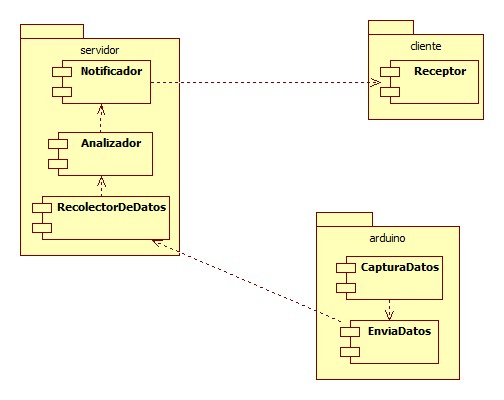 servidor
Notificador
Analizador
RecolectorDeDatos
cliente
Receptor
arduino
CapturaDatos
EnviaDatos